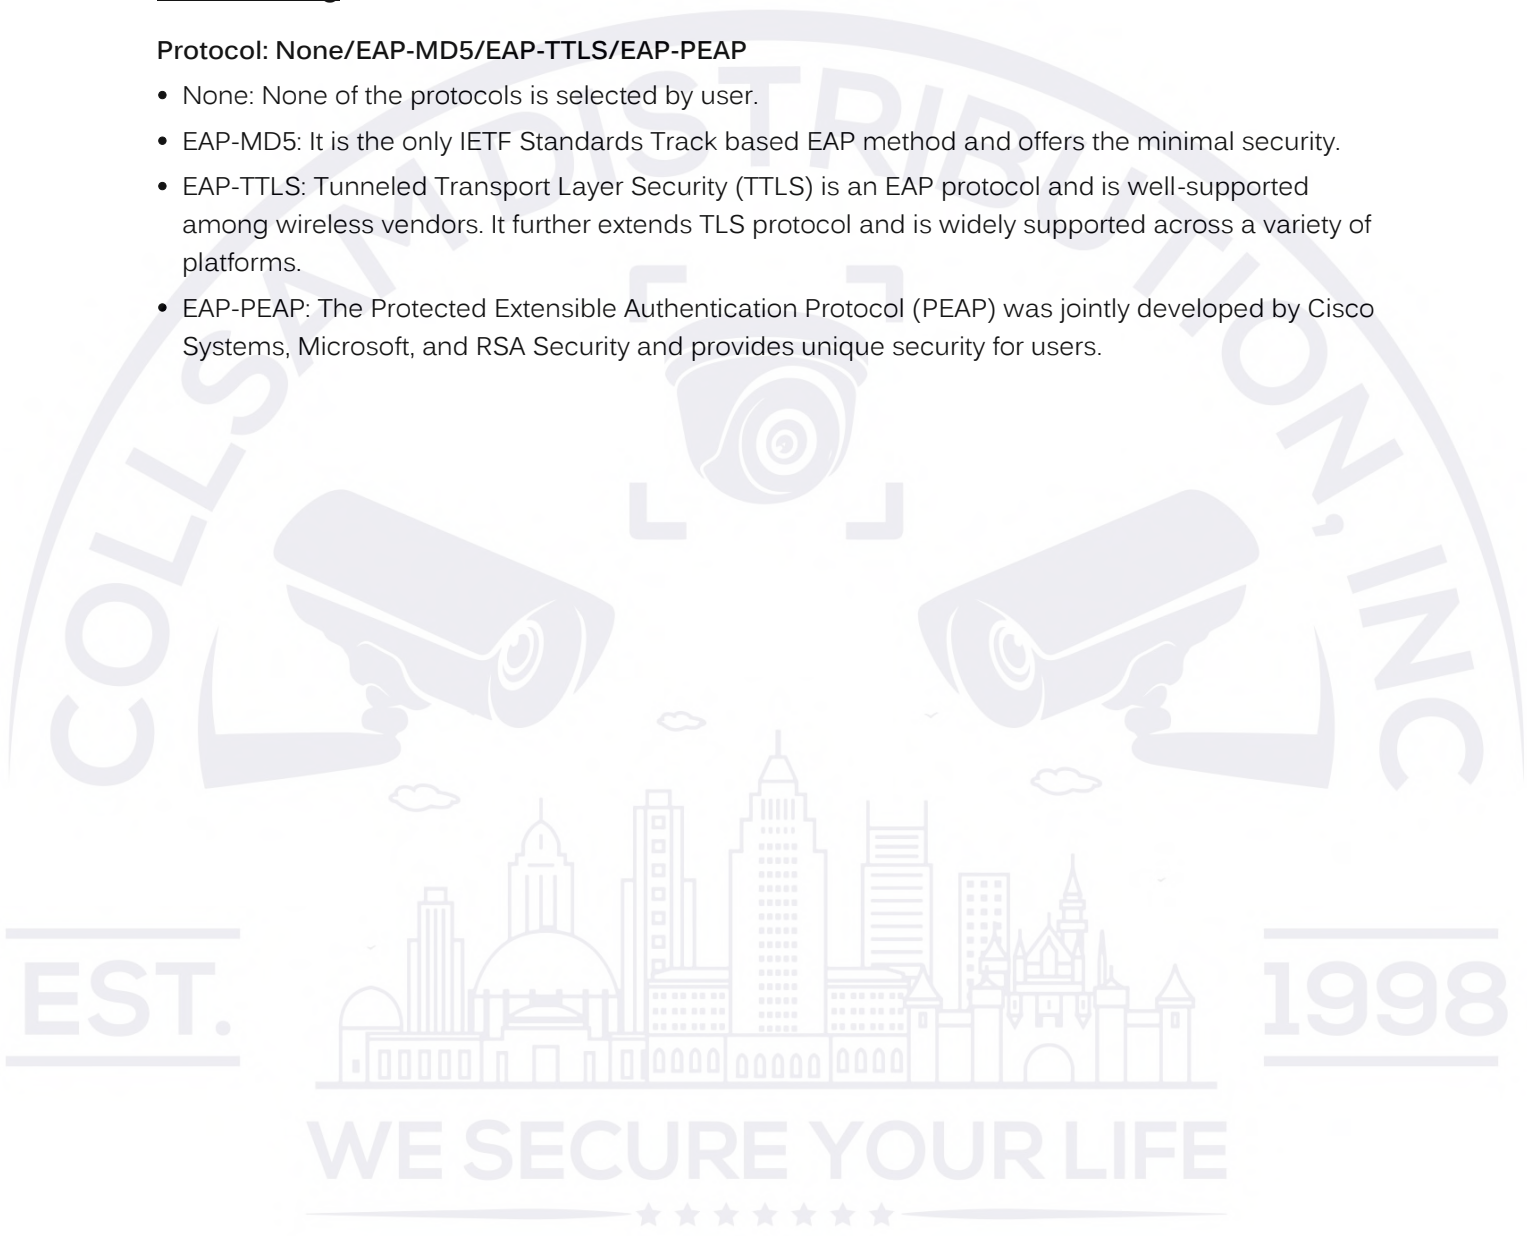 Protocol: None/EAP-MD5/EAP-TTLS/EAP-PEAP
• None: None of the protocols is selected by user.
• EAP-MD5: It is the only IETF Standards Track based EAP method and offers the minimal security.
• EAP-TTLS: Tunneled Transport Layer Security (TTLS) is an EAP protocol and is well-supported
among wireless vendors. It further extends TLS protocol and is widely supported across a variety of
platforms.
• EAP-PEAP: The Protected Extensible Authentication Protocol (PEAP) was jointly developed by Cisco
Systems, Microsoft, and RSA Security and provides unique security for users.
COLLSAM DISTRIBUTION, INC
EST.
1998
WE SECURE YOUR LIFE